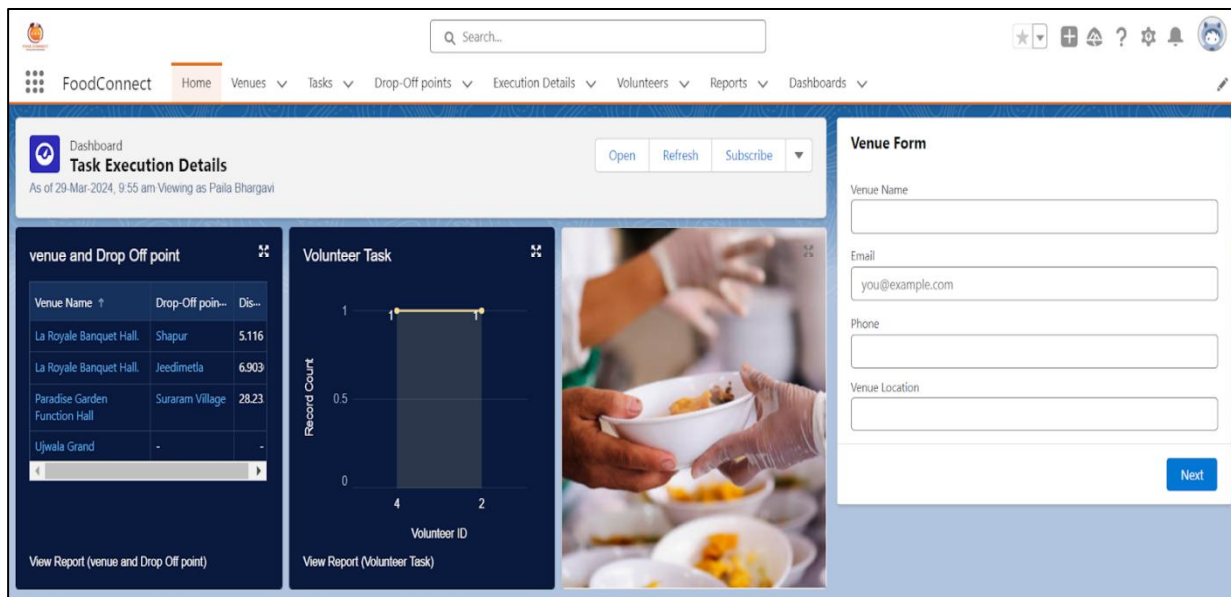 Search...
FoodConnect Home Venues Tasks Drop-Off points Execution Details Volunteers Reports Dashboards
Dashboard
Task Execution Details
As of 29-Mar-2024, 9:55 am Viewing as Paila Bhargavi
Open Refresh Subscribe
venue and Drop Off point
Venue Name ↑ Drop-Off poin... Dis...
La Royale Banquet Hall. Shapur 5.116
La Royale Banquet Hall. Jeedimetla 6.903
Paradise Garden Suraram Village 28.23
Function Hall
Ujwala Grand - -
View Report (venue and Drop Off point)
Volunteer Task
Record Count
1
1 1
0.5
0
4 2
Volunteer ID
View Report (Volunteer Task)
Venue Form
Venue Name
Email
you@example.com
Phone
Venue Location
Next